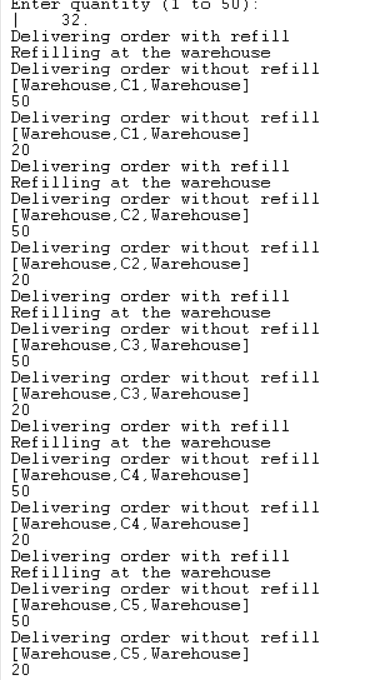 Enter quantity (1 to 50):
|    32.
Delivering order with refill
Refilling at the warehouse
Delivering order without refill
[Warehouse,C1,Warehouse]
50
Delivering order without refill
[Warehouse,C1,Warehouse]
20
Delivering order with refill
Refilling at the warehouse
Delivering order without refill
[Warehouse,C2,Warehouse]
50
Delivering order without refill
[Warehouse,C2,Warehouse]
20
Delivering order with refill
Refilling at the warehouse
Delivering order without refill
[Warehouse,C3,Warehouse]
50
Delivering order without refill
[Warehouse,C3,Warehouse]
20
Delivering order with refill
Refilling at the warehouse
Delivering order without refill
[Warehouse,C4,Warehouse]
50
Delivering order without refill
[Warehouse,C4,Warehouse]
20
Delivering order with refill
Refilling at the warehouse
Delivering order without refill
[Warehouse,C5,Warehouse]
50
Delivering order without refill
[Warehouse,C5,Warehouse]
20